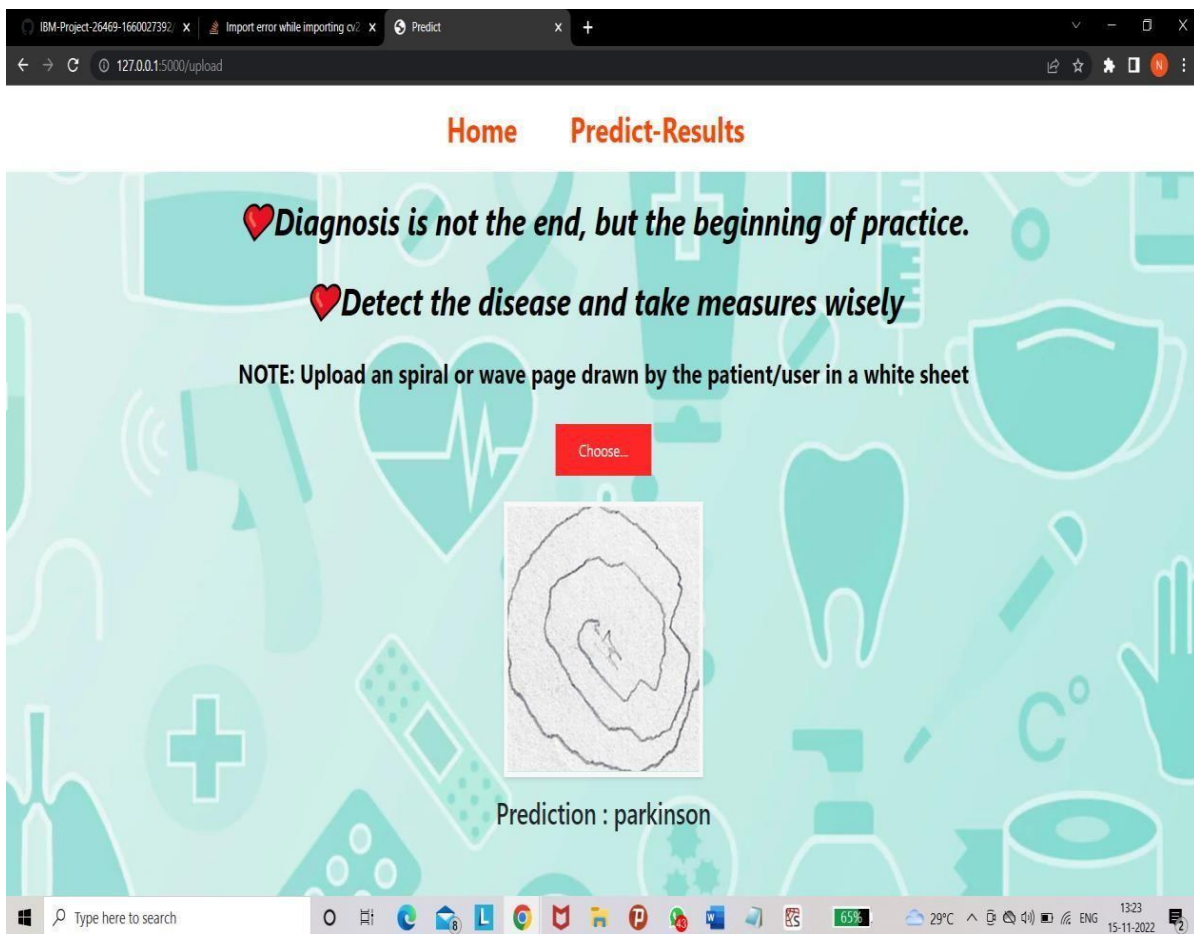 IBM-Project-26469-1660027392/
Import error while importing cv2
Predict
127.0.0.1:5000/upload
N
Home Predict-Results
Diagnosis is not the end, but the beginning of practice.
Detect the disease and take measures wisely
NOTE: Upload an spiral or wave page drawn by the patient/user in a white sheet
Choose...
C°
Prediction : parkinson
Type here to search
8
L
43
65%
29°C
ENG
13:23
15-11-2022
2